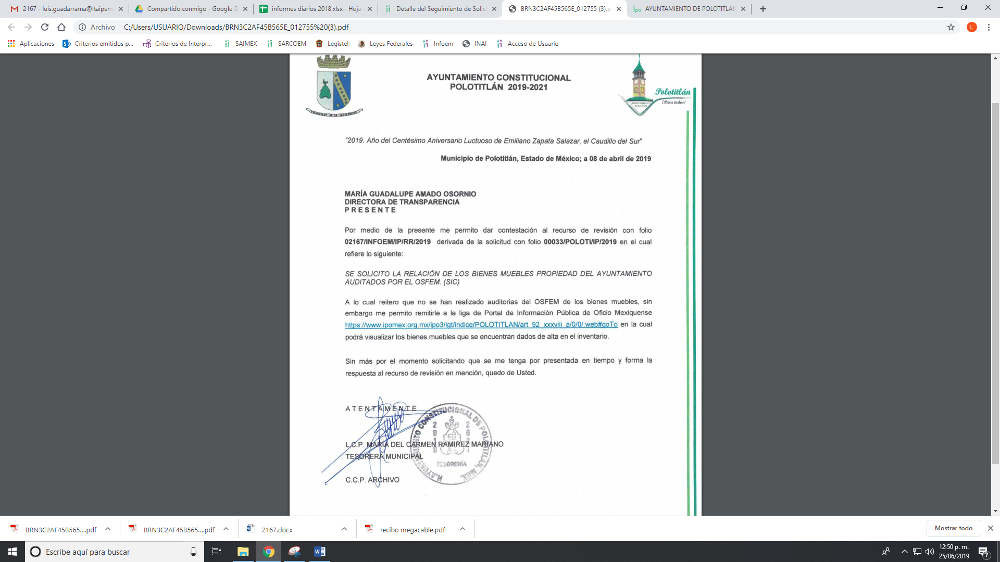 2167 - luis.guadarrama@itaipem
Compartido conmigo - Google D
informes diarios 2018.xlsx - Hoja
Detalle del Seguimiento de Solici
BRN3C2AF45B565E_012755 (3).p
AYUNTAMIENTO DE POLOTITLAN
Archivo
C:/Users/USUARIO/Downloads/BRN3C2AF45B565E_012755%20(3).pdf
L
Aplicaciones
Criterios emitidos p...
Criterios de Interpr...
SAIMEX
SARCOEM
Legistel
Leyes Federales
Infoem
INAI
Acceso de Usuario
AYUNTAMIENTO CONSTITUCIONAL
POLOTITLÁN 2019-2021
Polotitlán
¡Para todos!
AYUNTAMIENTO
2019-2021
"2019. Año del Centésimo Aniversario Luctuoso de Emiliano Zapata Salazar, el Caudillo del Sur"
Municipio de Polotitlán, Estado de México; a 08 de abril de 2019
MARÍA GUADALUPE AMADO OSORNIO
DIRECTORA DE TRANSPARENCIA
P R E S E N T E
Por medio de la presente me permito dar contestación al recurso de revisión con folio
02167/INFOEM/IP/RR/2019 derivada de la solicitud con folio 00033/POLOTI/IP/2019 en el cual
refiere lo siguiente:
SE SOLICITO LA RELACIÓN DE LOS BIENES MUEBLES PROPIEDAD DEL AYUNTAMIENTO
AUDITADOS POR EL OSFEM. (SIC)
A lo cual reitero que no se han realizado auditorias del OSFEM de los bienes muebles, sin
embargo me permito remitirle a la liga de Portal de Información Pública de Oficio Mexiquense
https://www.ipomex.org.mx/ipo3/lgt/indice/POLOTITLAN/art_92_xxxviii_a/0/0/.web#goTo en la cual
podrá visualizar los bienes muebles que se encuentran dados de alta en el inventario.
Sin más por el momento solicitando que se me tenga por presentada en tiempo y forma la
respuesta al recurso de revisión en mención, quedo de Usted.
A T E N T A M E N T E
H. AYUNTAMIENTO CONSTITUCIONAL DE POLOTITLAN, MEX.
2019 2021
TESORERÍA
L.C.P. MARÍA DEL CARMEN RAMIREZ MARIANO
TESORERA MUNICIPAL
C.C.P. ARCHIVO
BRN3C2AF45B565....pdf
BRN3C2AF45B565....pdf
2167.docx
recibo megacable.pdf
Mostrar todo
Escribe aquí para buscar
12:50 p. m.
25/06/2019
7